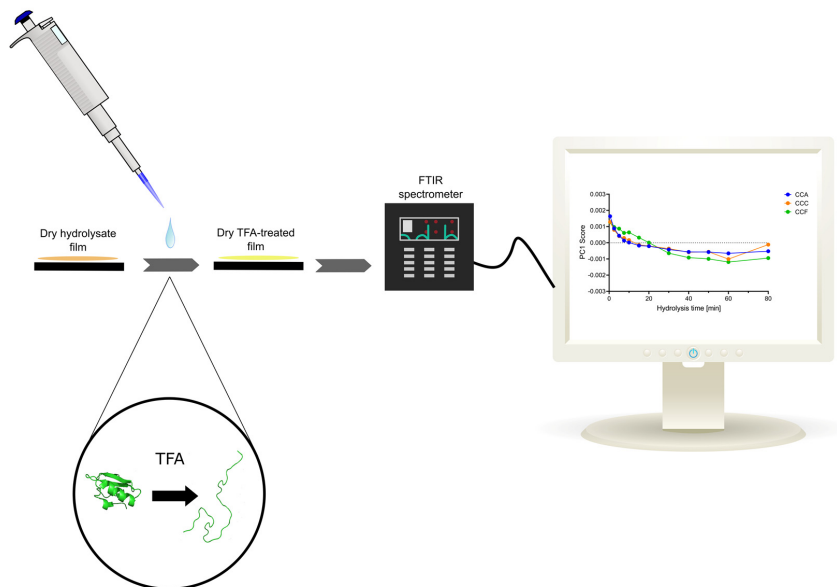 FTIR
spectrometer
Dry hydrolysate
film
Dry TFA-treated
film
TFA
PC1 Score
0.003
0.002
0.001
0.000
-0.001
-0.002
-0.003
0
20
40
60
80
Hydrolysis time [min]
CCA
CCC
CCF